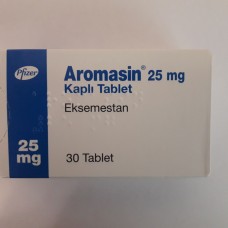 Pfizer
Aromasin® 25 mg
Kaplı Tablet
Eksemestan
25
mg
30 Tablet